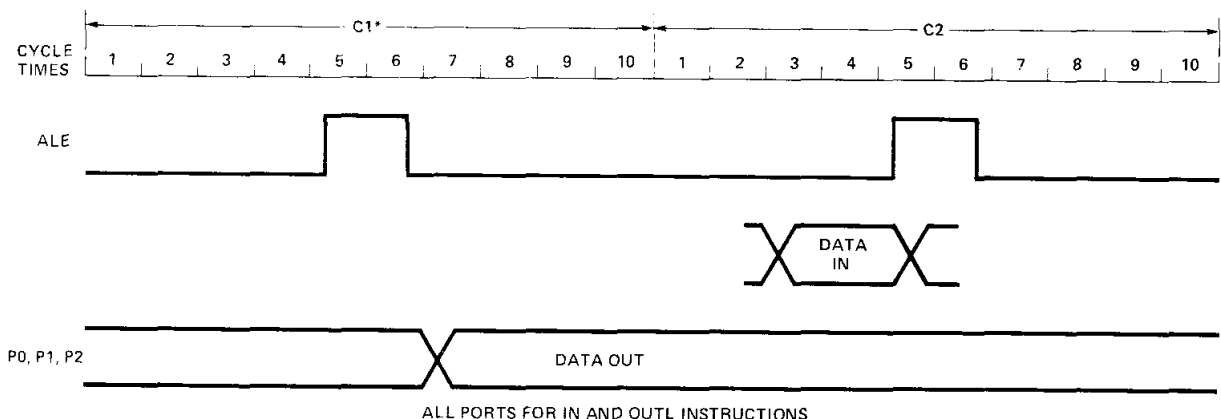 C1* C2
CYCLE
TIMES
1 2 3 4 5 6 7 8 9 10 1 2 3 4 5 6 7 8 9 10
ALE
DATA
IN
P0, P1, P2 DATA OUT
ALL PORTS FOR IN AND OUTL INSTRUCTIONS